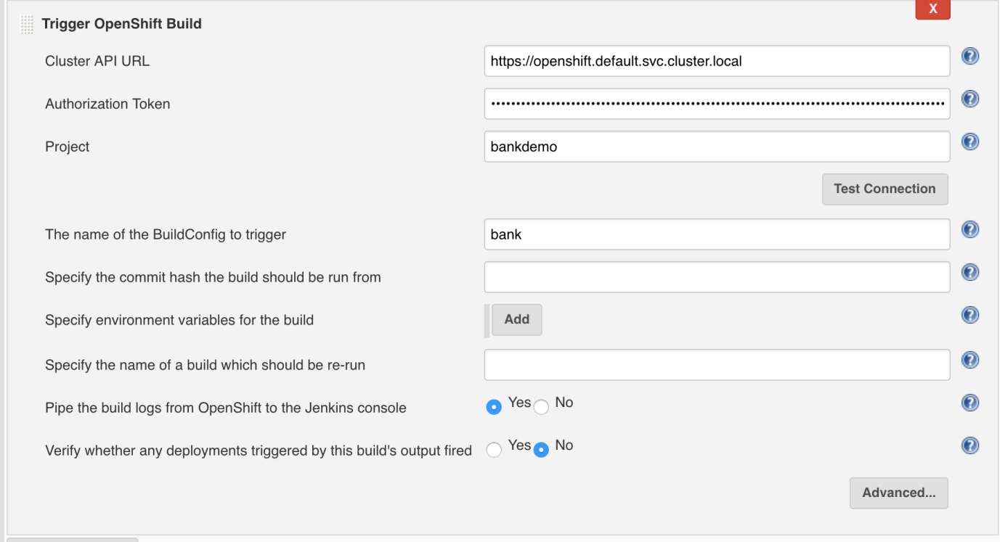 X
Trigger OpenShift Build
Cluster API URL https://openshift.default.svc.cluster.local
Authorization Token
Project bankdemo
Test Connection
The name of the BuildConfig to trigger bank
Specify the commit hash the build should be run from
Specify environment variables for the build Add
Specify the name of a build which should be re-run
Pipe the build logs from OpenShift to the Jenkins console Yes No
Verify whether any deployments triggered by this build's output fired Yes No
Advanced...